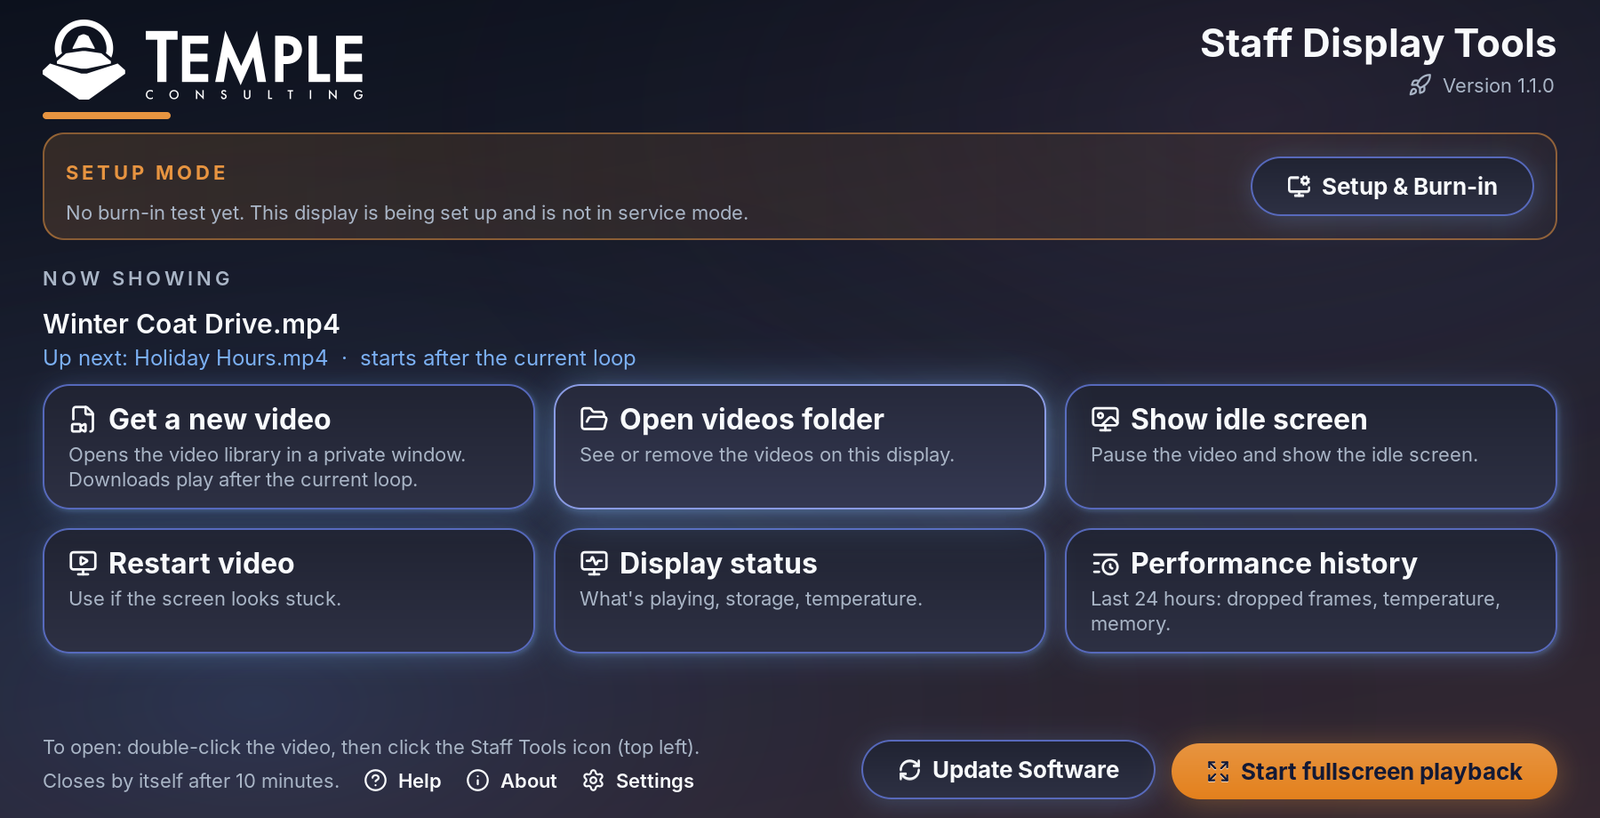 TEMPLE
CONSULTING
Staff Display Tools
Version 1.1.0
SETUP MODE
No burn-in test yet. This display is being set up and is not in service mode.
Setup & Burn-in
NOW SHOWING
Winter Coat Drive.mp4
Up next: Holiday Hours.mp4 · starts after the current loop
Get a new video
Opens the video library in a private window.
Downloads play after the current loop.
Open videos folder
See or remove the videos on this display.
Show idle screen
Pause the video and show the idle screen.
Restart video
Use if the screen looks stuck.
Display status
What's playing, storage, temperature.
Performance history
Last 24 hours: dropped frames, temperature,
memory.
To open: double-click the video, then click the Staff Tools icon (top left).
Closes by itself after 10 minutes.
Help
About
Settings
Update Software
Start fullscreen playback